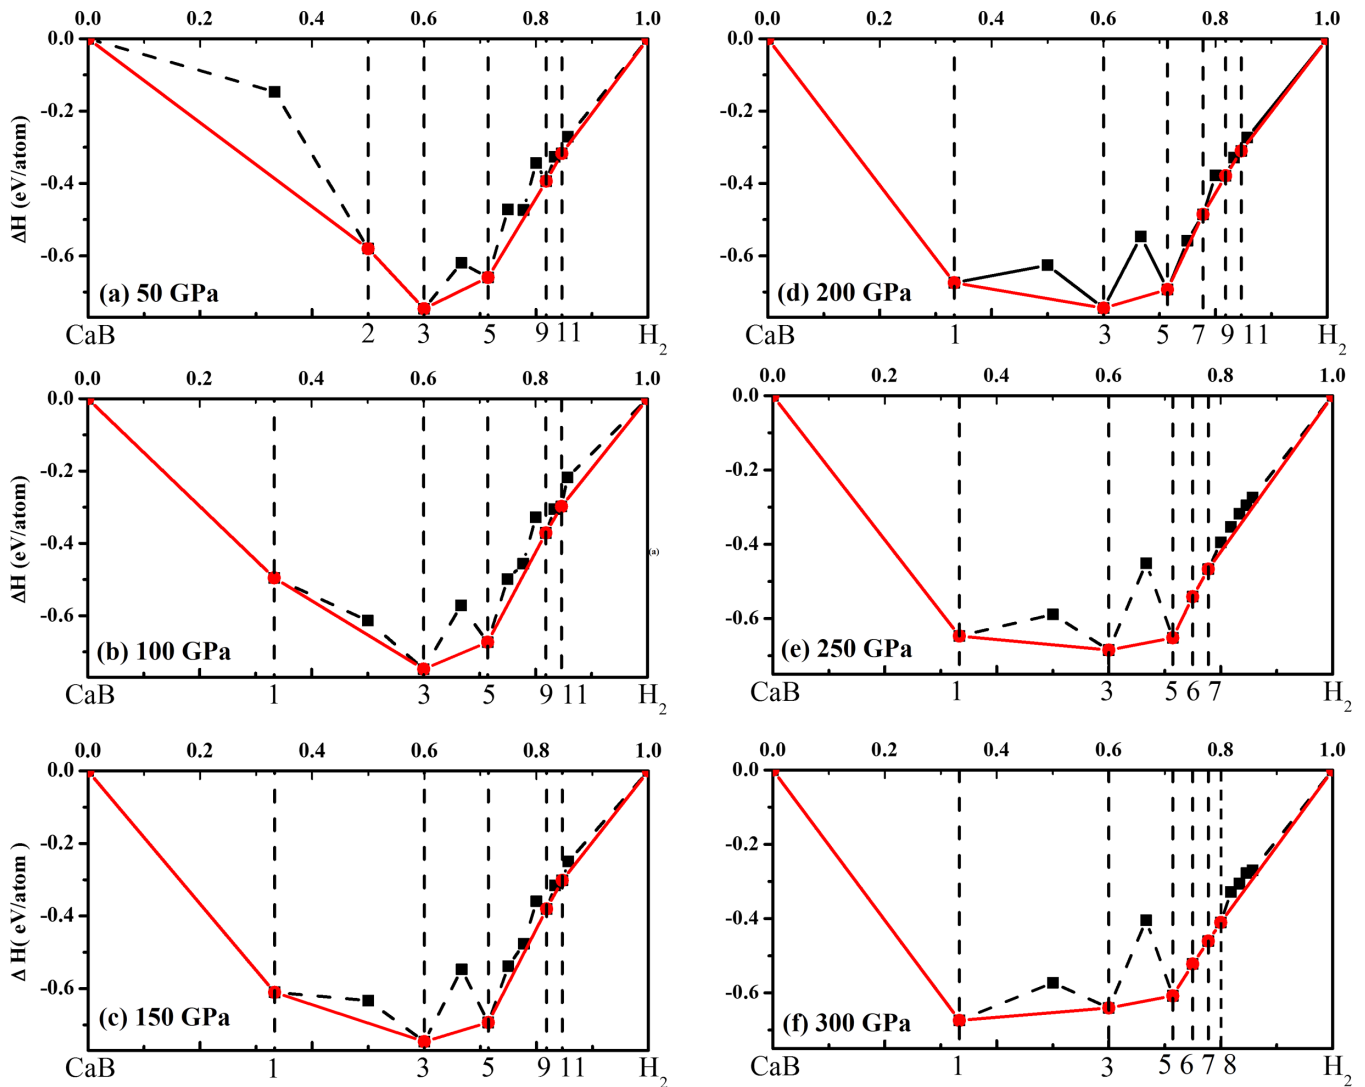 0.0 0.2 0.4 0.6 0.8 1.0
0.0
-0.2
-0.4
-0.6
ΔH (eV/atom)
(a) 50 GPa
CaB 2 3 5 9 11 H2
0.0 0.2 0.4 0.6 0.8 1.0
0.0
-0.2
-0.4
-0.6
(d) 200 GPa
CaB 1 3 5 7 9 11 H2
0.0 0.2 0.4 0.6 0.8 1.0
0.0
-0.2
-0.4
-0.6
ΔH (eV/atom)
(a)
(b) 100 GPa
CaB 1 3 5 9 11 H2
0.0 0.2 0.4 0.6 0.8 1.0
0.0
-0.2
-0.4
-0.6
(e) 250 GPa
CaB 1 3 5 6 7 H2
0.0 0.2 0.4 0.6 0.8 1.0
0.0
-0.2
-0.4
-0.6
Δ H( eV/atom )
(c) 150 GPa
CaB 1 3 5 9 11 H2
0.0 0.2 0.4 0.6 0.8 1.0
0.0
-0.2
-0.4
-0.6
(f) 300 GPa
CaB 1 3 5 6 7 8 H2